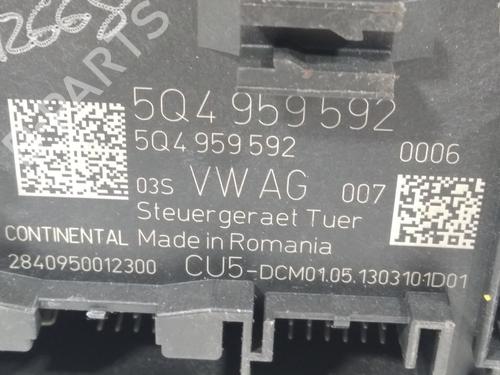 5Q4 959 592
5Q4 959 592 0006
03S VW AG 007
Steuergeraet Tuer
CONTINENTAL Made in Romania
2840950012300 CU5-DCM01.05.1303101D01